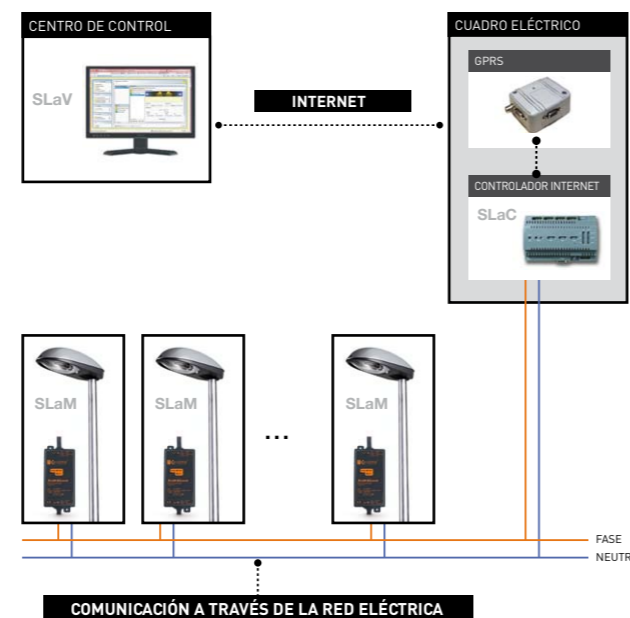 CENTRO DE CONTROL
SLaV
INTERNET
CUADRO ELÉCTRICO
GPRS
CONTROLADOR INTERNET
SLaC
SLaM
SLaM
SLaM
...
FASE
NEUTR
COMUNICACIÓN A TRAVÉS DE LA RED ELÉCTRICA